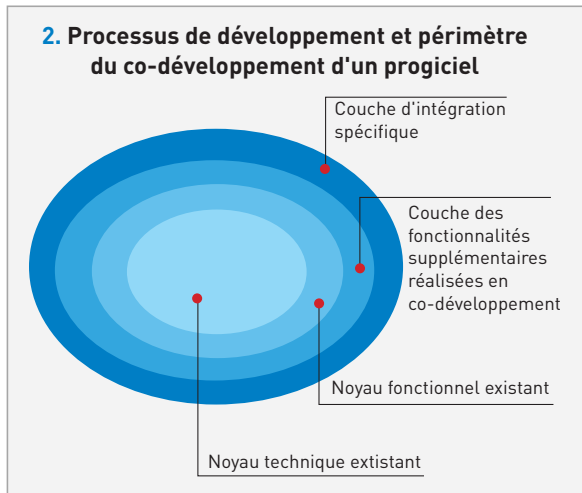 2. Processus de développement et périmètre
du co-développement d'un progiciel
Couche d'intégration
spécifique
Couche des
fonctionnalités
supplémentaires
réalisées en
co-développement
Noyau fonctionnel existant
Noyau technique extistant